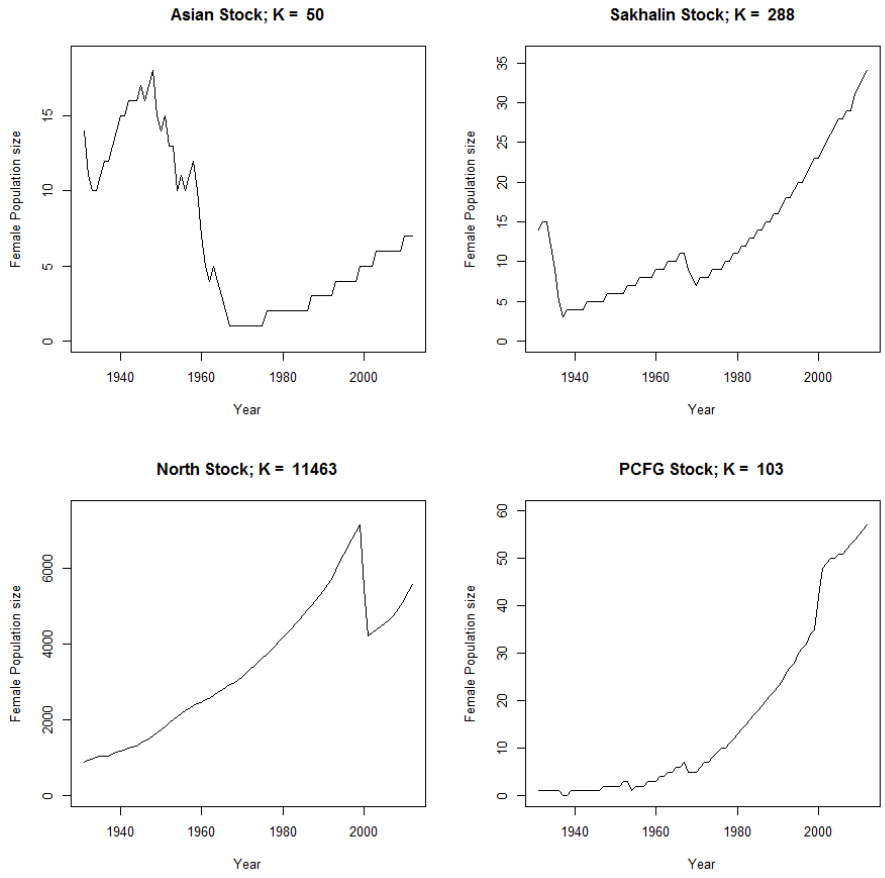 Asian Stock; K = 50
Female Population size
0 5 10 15
1940 1960 1980 2000
Year
Sakhalin Stock; K = 288
Female Population size
0 5 10 15 20 25 30 35
1940 1960 1980 2000
Year
North Stock; K = 11463
Female Population size
0 2000 4000 6000
1940 1960 1980 2000
Year
PCFG Stock; K = 103
Female Population size
0 10 20 30 40 50 60
1940 1960 1980 2000
Year